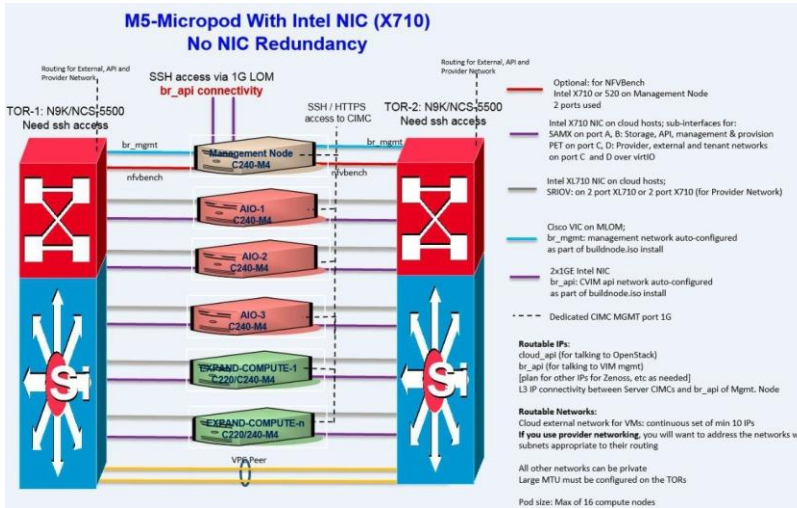 M5-Micropod With Intel NIC (X710)
No NIC Redundancy
Routing for External, API and
Provider Network
SSH access via 1G LOM
br_api connectivity
Routing for External, API and
Provider Network
TOR-1: N9K/NCS-5500
Need ssh access
SSH / HTTPS
access to CIMC
TOR-2: N9K/NCS-5500
Need ssh access
br_mgmt
Management Node
C240-M4
br_mgmt
nfvbench
nfvbench
AIO-1
C240-M4
AIO-2
C240-M4
AIO-3
C240-M4
EXPAND-COMPUTE-1
C220/C240-M4
EXPAND-COMPUTE-n
C220/240-M4
Si
Si
VPC Peer
Optional: for NFVBench
Intel X710 or 520 on Management Node
2 ports used
Intel X710 NIC on cloud hosts; sub-interfaces for:
SAMX on port A, B: Storage, API, management & provision
PET on port C, D: Provider, external and tenant networks
on port C and D over virtIO
Intel XL710 NIC on cloud hosts;
SRIOV: on 2 port XL710 or 2 port X710 (for Provider Network)
Cisco VIC on MLOM;
br_mgmt: management network auto-configured
as part of buildnode.iso install
2x1GE Intel NIC
br_api: CVIM api network auto-configured
as part of buildnode.iso install
Dedicated CIMC MGMT port 1G
Routable IPs:
cloud_api (for talking to OpenStack)
br_api (for talking to VIM mgmt)
[plan for other IPs for Zenoss, etc as needed]
L3 IP connectivity between Server CIMCs and br_api of Mgmt. Node
Routable Networks:
Cloud external network for VMs: continuous set of min 10 IPs
If you use provider networking, you will want to address the networks w
subnets appropriate to their routing
All other networks can be private
Large MTU must be configured on the TORs
Pod size: Max of 16 compute nodes